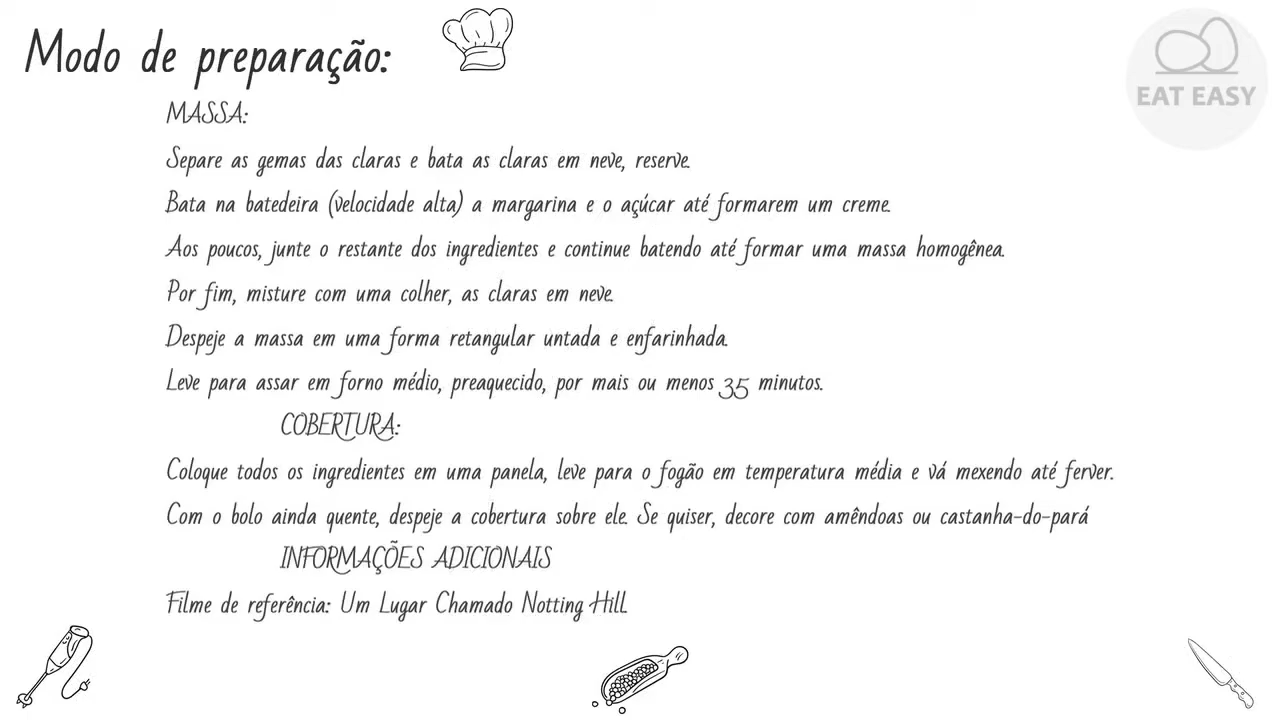 Modo de preparação:
EAT EASY
MASSA:
Separe as gemas das claras e bata as claras em neve, reserve.
Bata na batedeira (velocidade alta) a margarina e o açúcar até formarem um creme.
Aos poucos, junte o restante dos ingredientes e continue batendo até formar uma massa homogênea.
Por fim, misture com uma colher, as claras em neve.
Despeje a massa em uma forma retangular untada e enfarinhada.
Leve para assar em forno médio, preaquecido, por mais ou menos 35 minutos.
COBERTURA:
Coloque todos os ingredientes em uma panela, leve para o fogão em temperatura média e vá mexendo até ferver.
Com o bolo ainda quente, despeje a cobertura sobre ele. Se quiser, decore com amêndoas ou castanha-do-pará
INFORMAÇÕES ADICIONAIS
Filme de referência: Um Lugar Chamado Notting Hill.